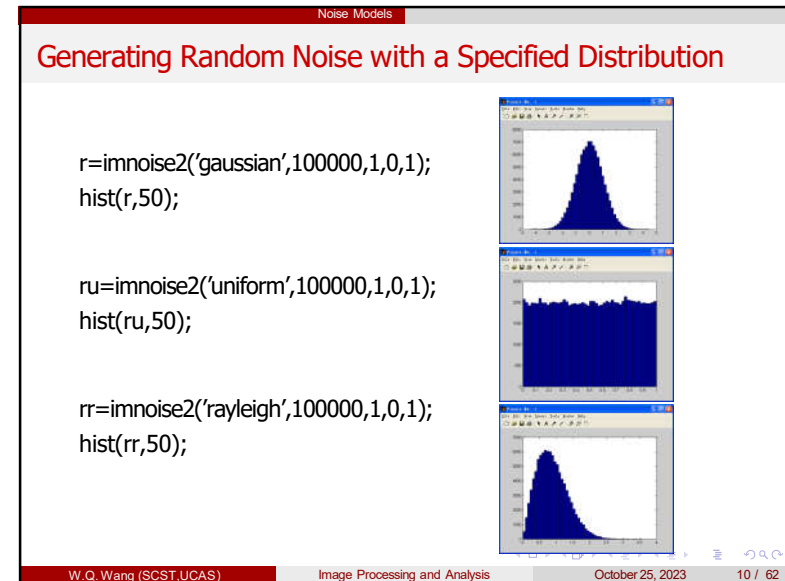 Noise Models
Generating Random Noise with a Specified Distribution
r=imnoise2('gaussian',100000,1,0,1);
hist(r,50);
ru=imnoise2('uniform',100000,1,0,1);
hist(ru,50);
rr=imnoise2('rayleigh',100000,1,0,1);
hist(rr,50);
W.Q. Wang (SCST,UCAS)
Image Processing and Analysis
October 25, 2023
10 / 62